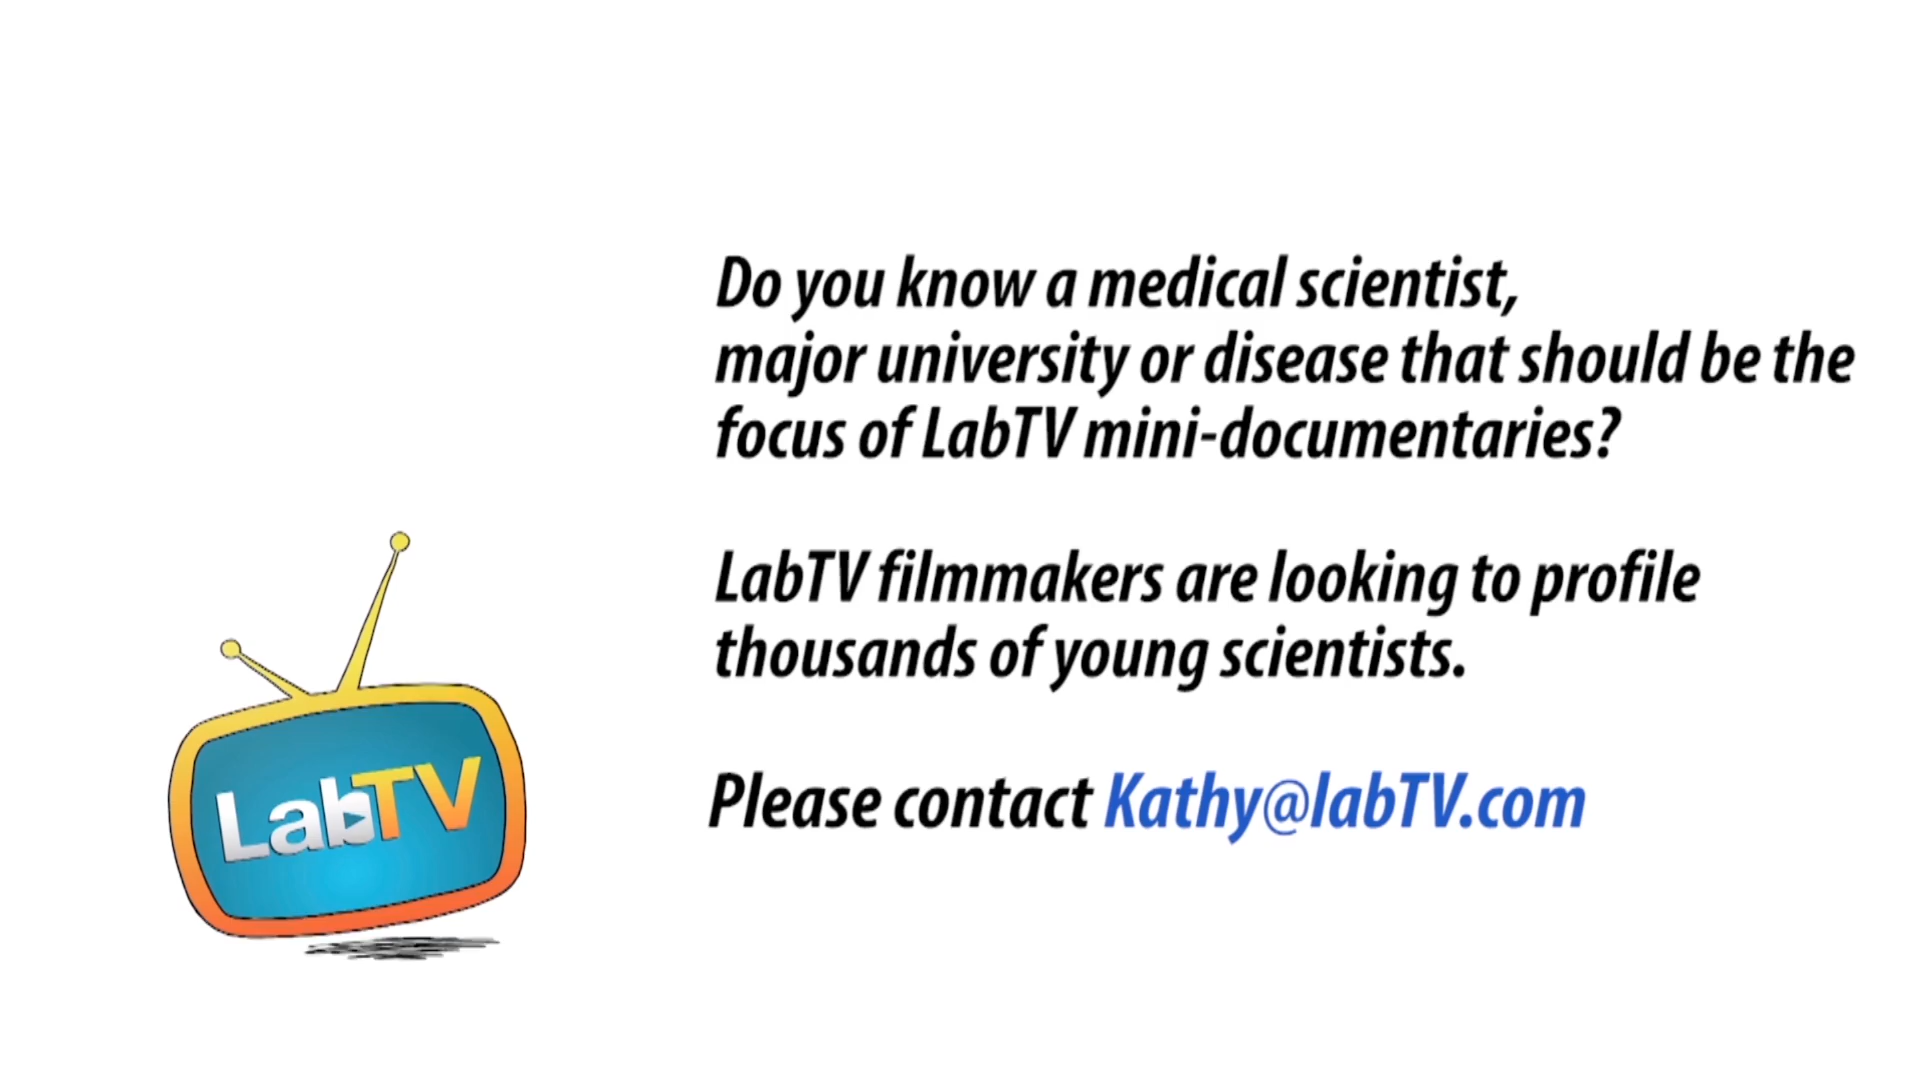 Do you know a medical scientist,
major university or disease that should be the
focus of LabTV mini-documentaries?
LabTV filmmakers are looking to profile
thousands of young scientists.
LabTV
Please contact Kathy@labTV.com